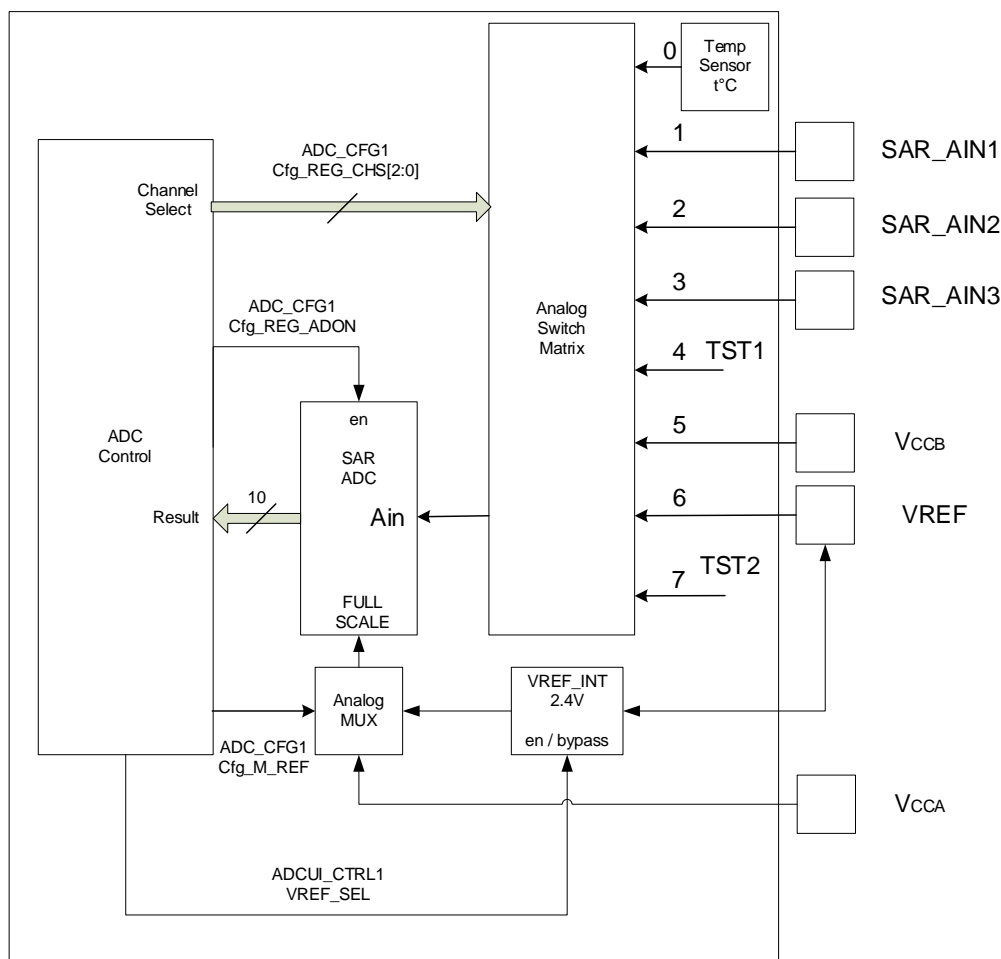 0
Temp
Sensor
t°C
1
SAR_AIN1
ADC_CFG1
Cfg_REG_CHS[2:0]
Channel
Select
2
SAR_AIN2
3
SAR_AIN3
ADC_CFG1
Cfg_REG_ADON
Analog
Switch
Matrix
4
TST1
en
SAR
ADC
ADC
Control
5
VCCB
10
Result
Ain
6
VREF
7
TST2
FULL
SCALE
VREF_INT
2.4V
en / bypass
Analog
MUX
ADC_CFG1
Cfg_M_REF
VCCA
ADCUI_CTRL1
VREF_SEL